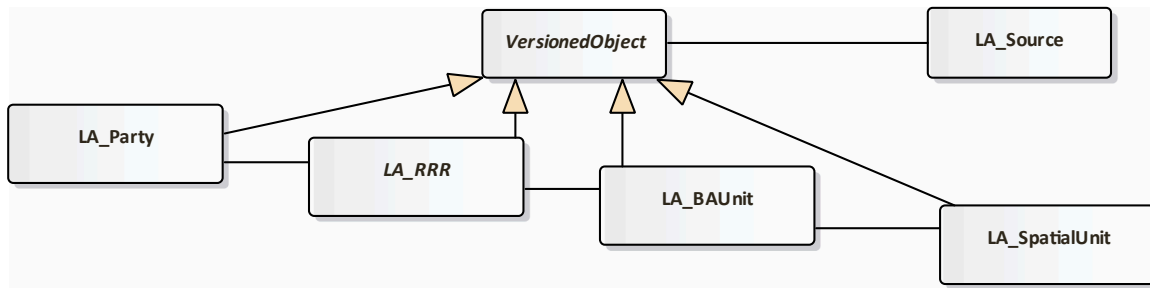 VersionedObject
LA_Source
LA_Party
LA_RRR
LA_BAUnit
LA_SpatialUnit